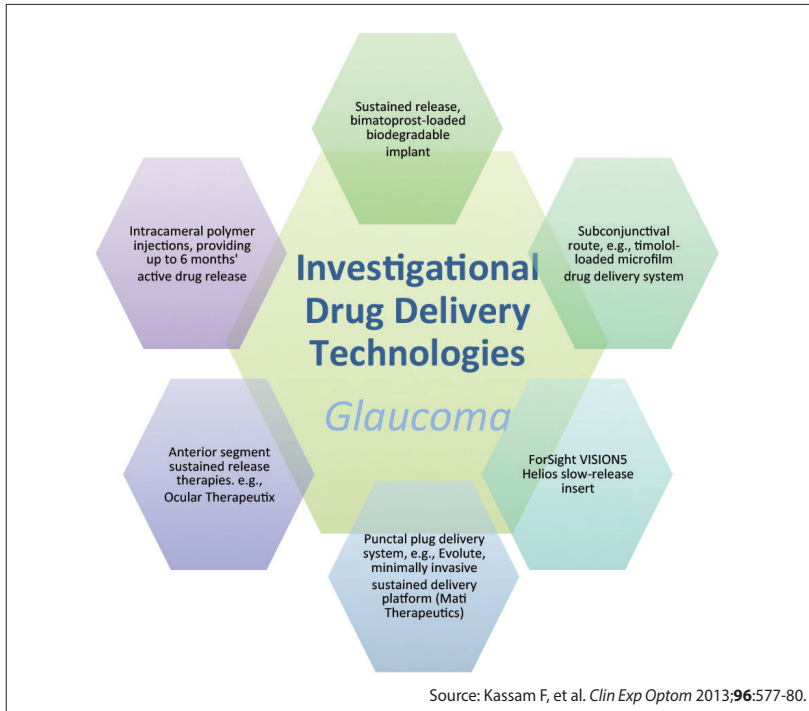 Sustained release,
bimatoprost-loaded
biodegradable
implant
Intracameral polymer
injections, providing
up to 6 months'
active drug release
Subconjunctival
route, e.g., timolol-
loaded microfilm
drug delivery system
Investigational
Drug Delivery
Technologies
Glaucoma
Anterior segment
sustained release
therapies. e.g.,
Ocular Therapeutix
ForSight VISION5
Helios slow-release
insert
Punctal plug delivery
system, e.g., Evolute,
minimally invasive
sustained delivery
platform (Mati
Therapeutics)
Source: Kassam F, et al. Clin Exp Optom 2013;96:577-80.